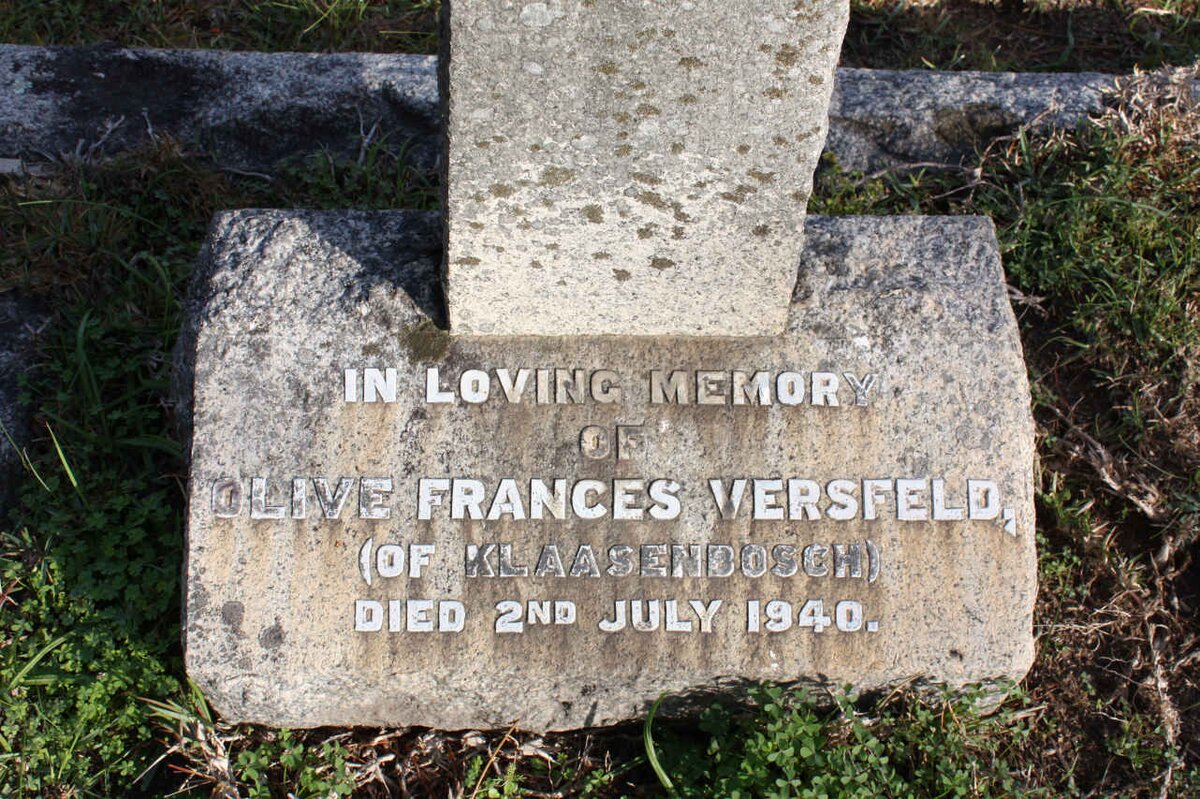 IN LOVING MEMORY
OF
OLIVE FRANCES VERSFELD,
(OF KLAASENBOSCH)
DIED 2ND JULY 1940.